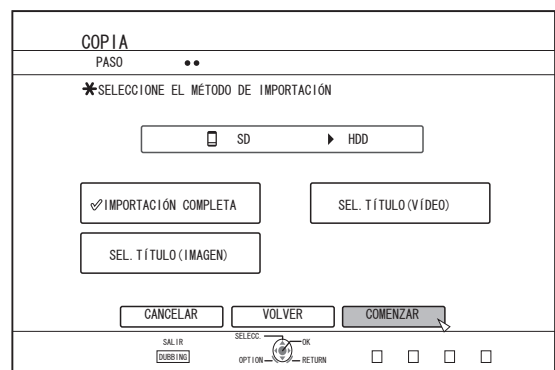 COPIA
PASO
SELECCIONE EL MÉTODO DE IMPORTACIÓN
SD HDD
IMPORTACIÓN COMPLETA
SEL. TÍTULO(VÍDEO)
SEL. TÍTULO(IMAGEN)
CANCELAR
VOLVER
COMENZAR
SALIR
DUBBING
SELECC.
OK
OPTION
RETURN